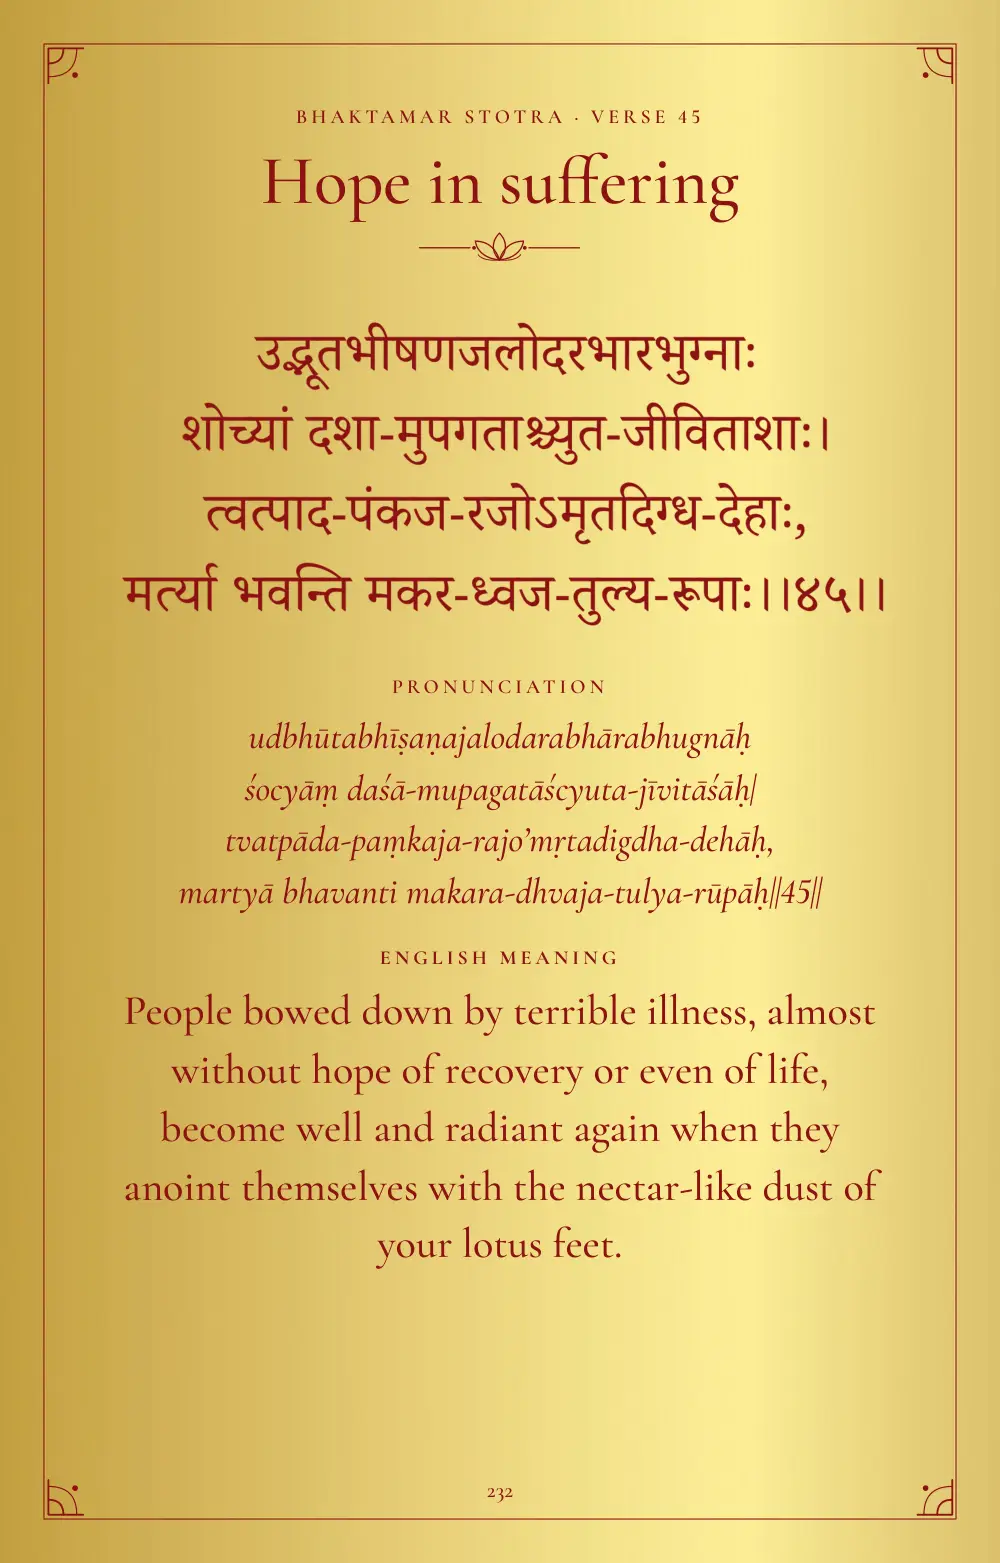 BHAKTAMAR STOTRA · VERSE 45
Hope in suffering
उद्भूतभीषणजलोदरभारभुग्नाः
शोच्यां दशा-मुपगताश्च्युत-जीविताशाः।
त्वत्पाद-पंकज-रजोऽमृतदिग्ध-देहाः,
मर्त्या भवन्ति मकर-ध्वज-तुल्य-रूपाः।।४५।।
PRONUNCIATION
udbhūtabhīṣaṇajalodarabhārabhugnāḥ
śocyāṃ daśā-mupagatāścyuta-jīvitāśāḥ|
tvatpāda-paṃkaja-rajo’mṛtadigdha-dehāḥ,
martyā bhavanti makara-dhvaja-tulya-rūpāḥ||45||
ENGLISH MEANING
People bowed down by terrible illness, almost
without hope of recovery or even of life,
become well and radiant again when they
anoint themselves with the nectar-like dust of
your lotus feet.
232